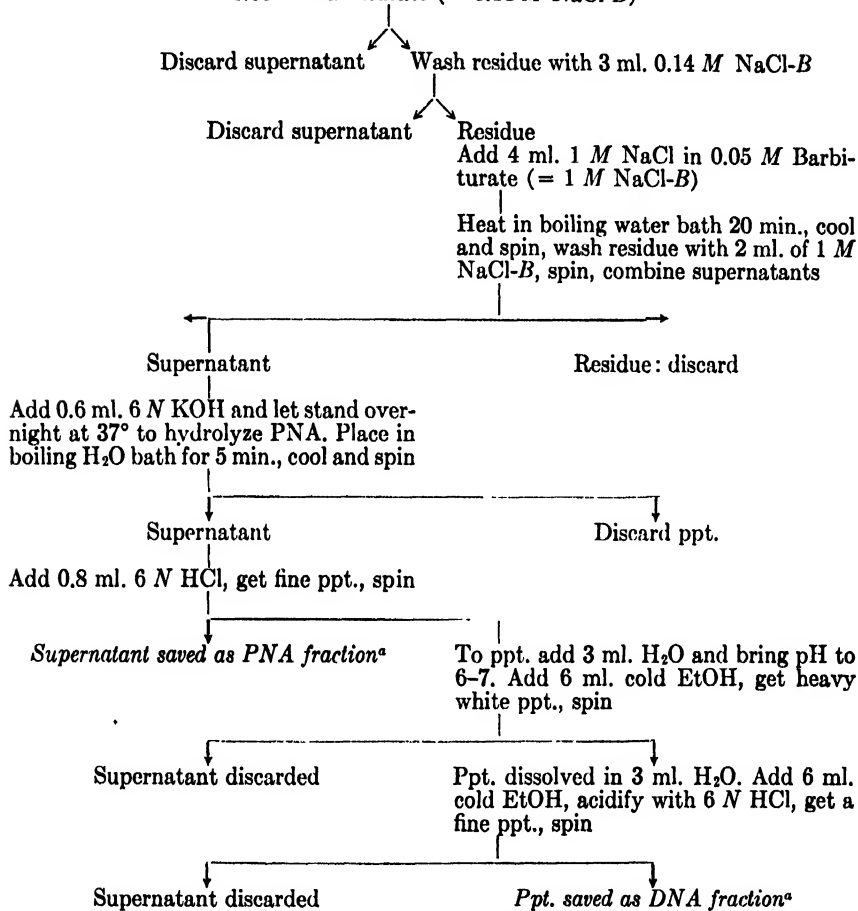 Discard supernatant Wash residue with 3 ml. 0.14 M NaCl-B
Discard supernatant Residue
Add 4 ml. 1 M NaCl in 0.05 M Barbi-
turate (= 1 M NaCl-B)
Heat in boiling water bath 20 min., cool
and spin, wash residue with 2 ml. of 1 M
NaCl-B, spin, combine supernatants
Supernatant Residue: discard
Add 0.6 ml. 6 N KOH and let stand over-
night at 37° to hydrolyze PNA. Place in
boiling H₂O bath for 5 min., cool and spin
Supernatant Discard ppt.
Add 0.8 ml. 6 N HCl, get fine ppt., spin
Supernatant saved as PNA fractionᵃ
To ppt. add 3 ml. H₂O and bring pH to
6–7. Add 6 ml. cold EtOH, get heavy
white ppt., spin
Supernatant discarded
Ppt. dissolved in 3 ml. H₂O. Add 6 ml.
cold EtOH, acidify with 6 N HCl, get a
fine ppt., spin
Supernatant discarded Ppt. saved as DNA fractionᵃ